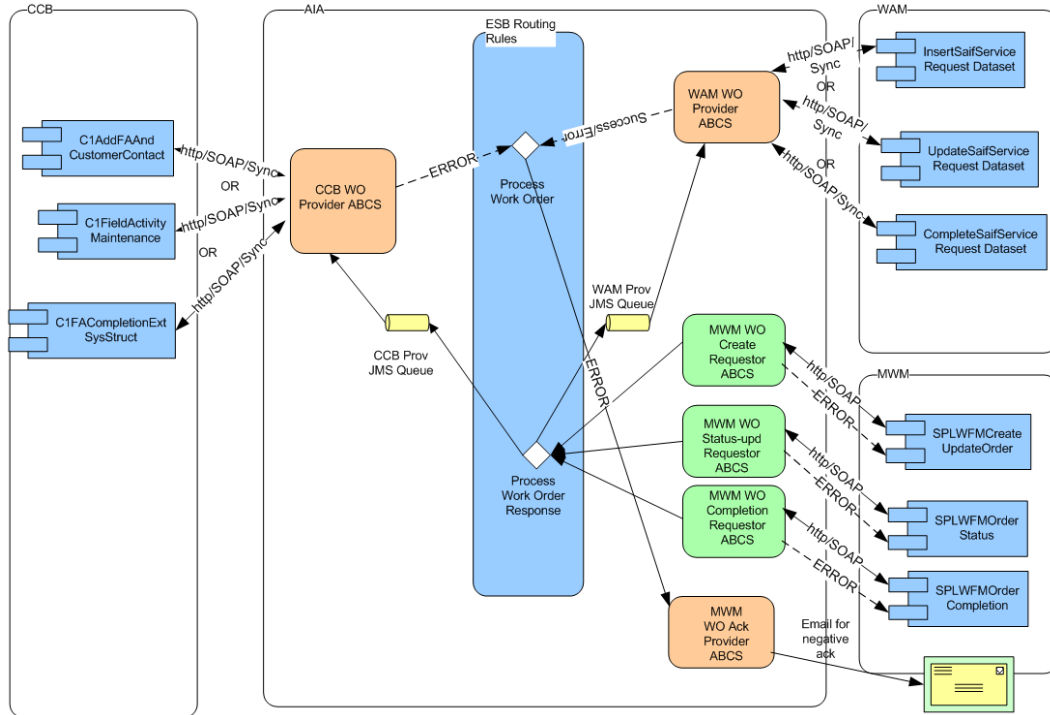 CCB
AIA
WAM
ESB Routing
Rules
http/SOAP/
Sync
OR
InsertSaifService
Request Dataset
WAM WO
Provider
ABCS
Success/Error
http/SOAP/
Sync
OR
UpdateSaifService
Request Dataset
http/SOAP/Sync
CompleteSaifService
Request Dataset
C1AddFAAnd
CustomerContact
http/SOAP/Sync
OR
C1FieldActivity
Maintenance
http/SOAP/Sync
OR
C1FACompletionExt
SysStruct
http/SOAP/Sync
CCB WO
Provider ABCS
ERROR
Process
Work Order
WAM Prov
JMS Queue
CCB Prov
JMS Queue
ERROR
MWM WO
Create
Requestor
ABCS
MWM
http/SOAP
ERROR
SPLWFMCreate
UpdateOrder
MWM WO
Status-upd
Requestor
ABCS
http/SOAP
ERROR
SPLWFMOrder
Status
Process
Work Order
Response
MWM WO
Completion
Requestor
ABCS
http/SOAP
ERROR
SPLWFMOrder
Completion
MWM
WO Ack
Provider
ABCS
Email for
negative
ack